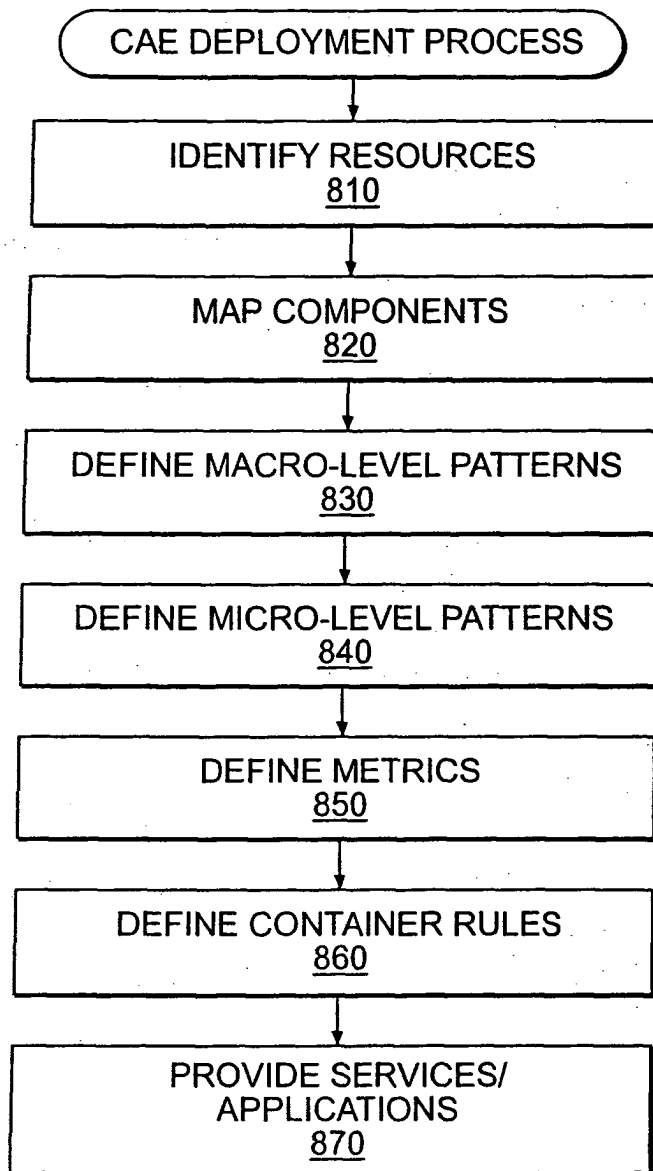 CAE DEPLOYMENT PROCESS
IDENTIFY RESOURCES
810
MAP COMPONENTS
820
DEFINE MACRO-LEVEL PATTERNS
830
DEFINE MICRO-LEVEL PATTERNS
840
DEFINE METRICS
850
DEFINE CONTAINER RULES
860
PROVIDE SERVICES/
APPLICATIONS
870